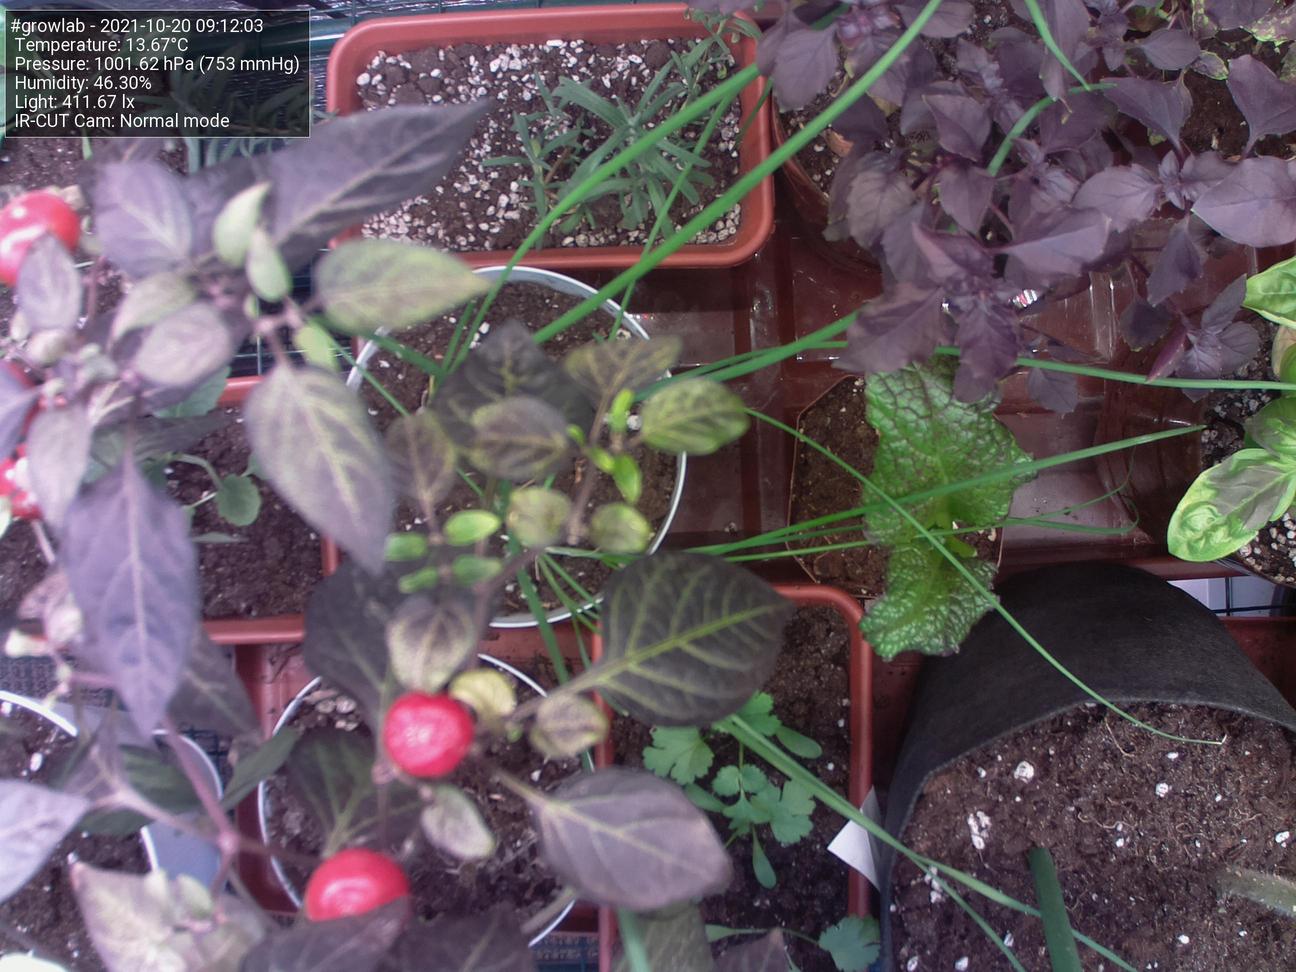 #growlab - 2021-10-20 09:12:03
Temperature: 13.67°C
Pressure: 1001.62 hPa (753 mmHg)
Humidity: 46.30%
Light: 411.67 lx
IR-CUT Cam: Normal mode